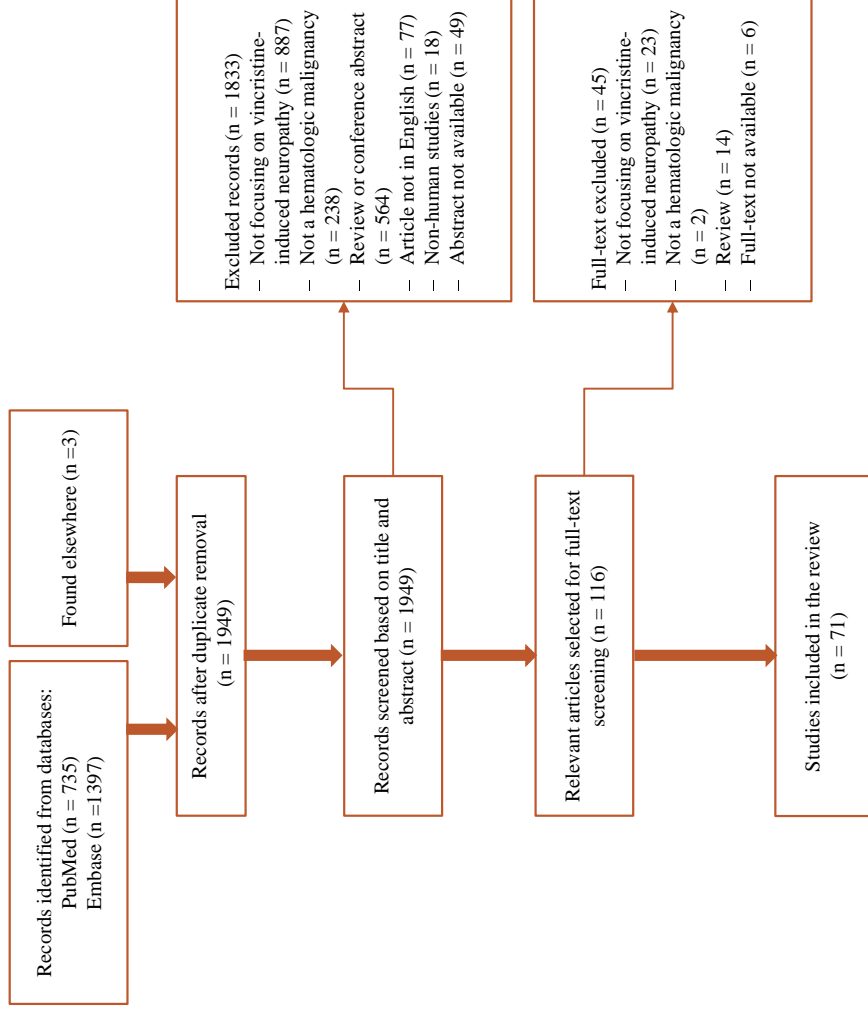 Records identified from databases:
PubMed (n = 735)
Embase (n =1397)
Found elsewhere (n =3)
Records after duplicate removal
(n = 1949)
Records screened based on title and
abstract (n = 1949)
Excluded records (n = 1833)
– Not focusing on vincristine-
induced neuropathy (n = 887)
– Not a hematologic malignancy
(n = 238)
– Review or conference abstract
(n = 564)
– Article not in English (n = 77)
– Non-human studies (n = 18)
– Abstract not available (n = 49)
Relevant articles selected for full-text
screening (n = 116)
Full-text excluded (n = 45)
– Not focusing on vincristine-
induced neuropathy (n = 23)
– Not a hematologic malignancy
(n = 2)
– Review (n = 14)
– Full-text not available (n = 6)
Studies included in the review
(n = 71)